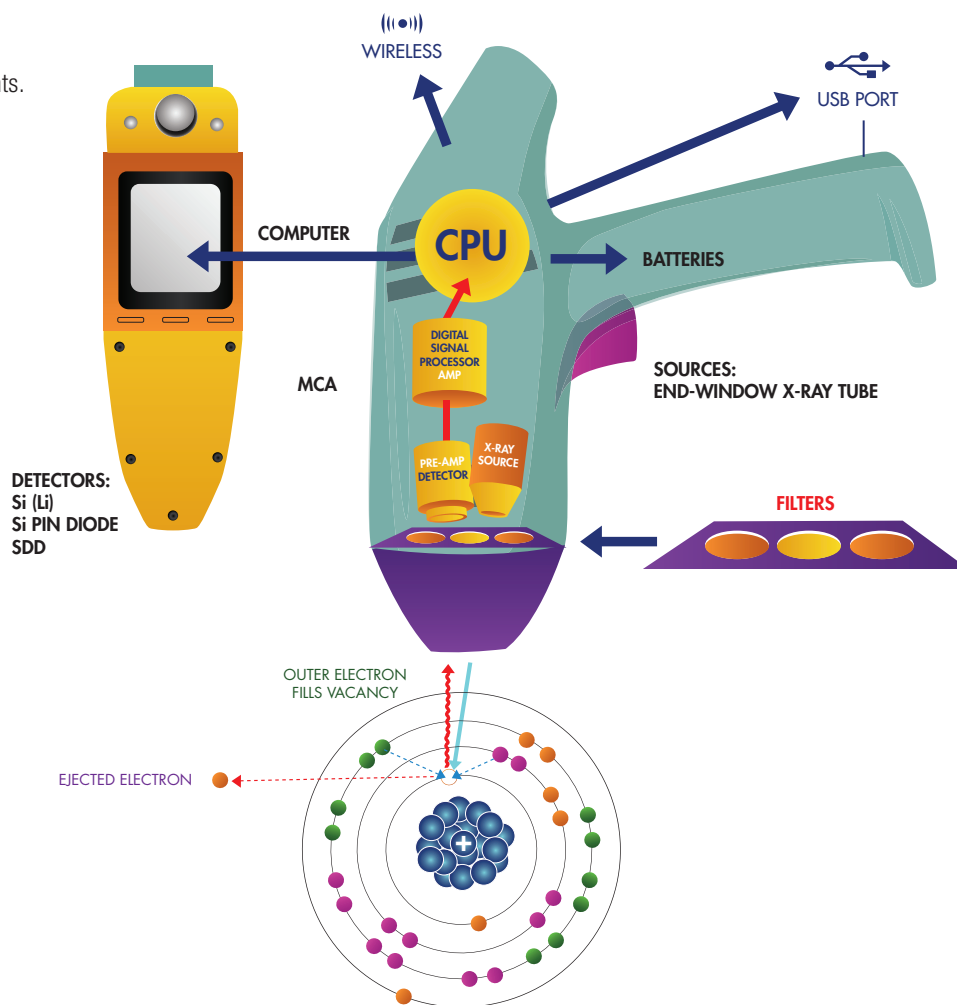 WIRELESS
USB PORT
COMPUTER
CPU
BATTERIES
DIGITAL
SIGNAL
PROCESSOR
AMP
MCA
SOURCES:
END-WINDOW X-RAY TUBE
PRE-AMP
DETECTOR
X-RAY
SOURCE
DETECTORS:
Si (Li)
Si PIN DIODE
SDD
FILTERS
OUTER ELECTRON
FILLS VACANCY
EJECTED ELECTRON
+